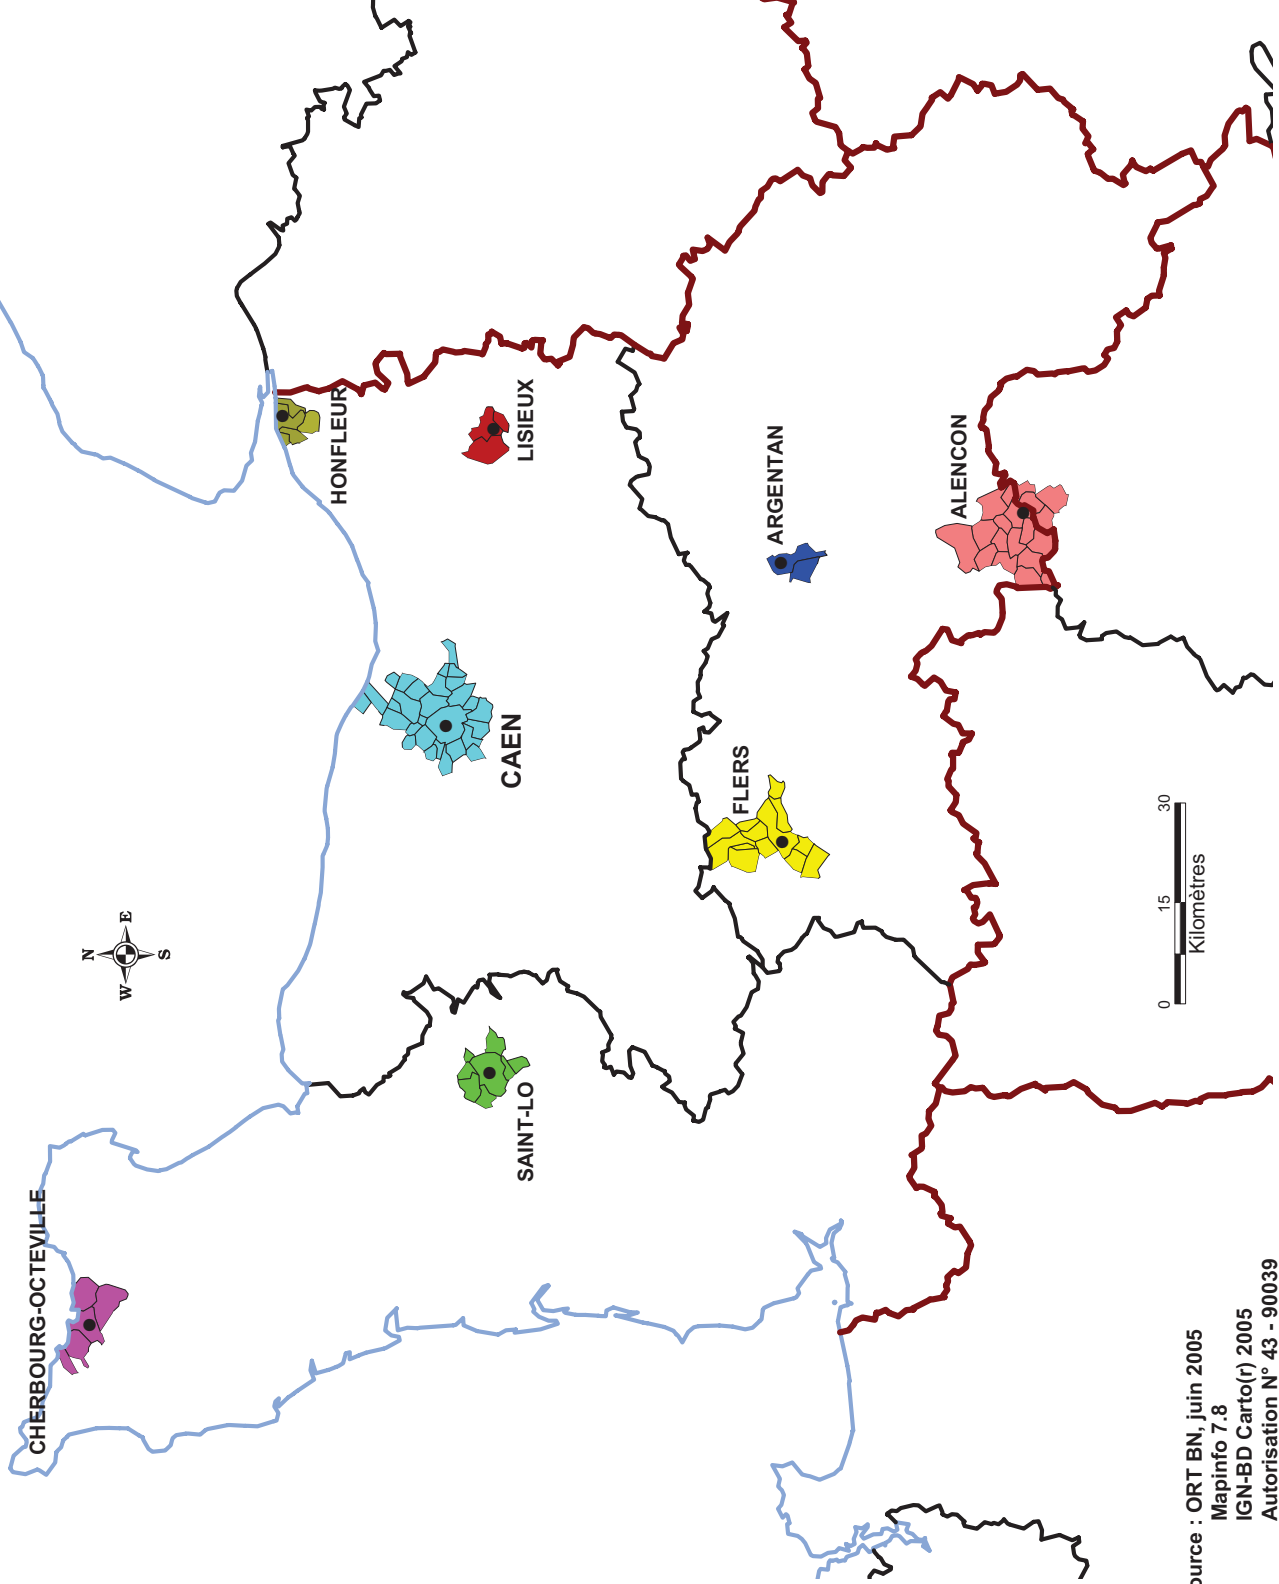 CHERBOURG-OCTEVILLE
N
W
E
S
HONFLEUR
LISIEUX
CAEN
SAINT-LO
ARGENTAN
FLERS
ALENCON
0 15 30
Kilomètres
ource : ORT BN, juin 2005
Mapinfo 7.8
IGN-BD Carto(r) 2005
Autorisation N° 43 - 90039